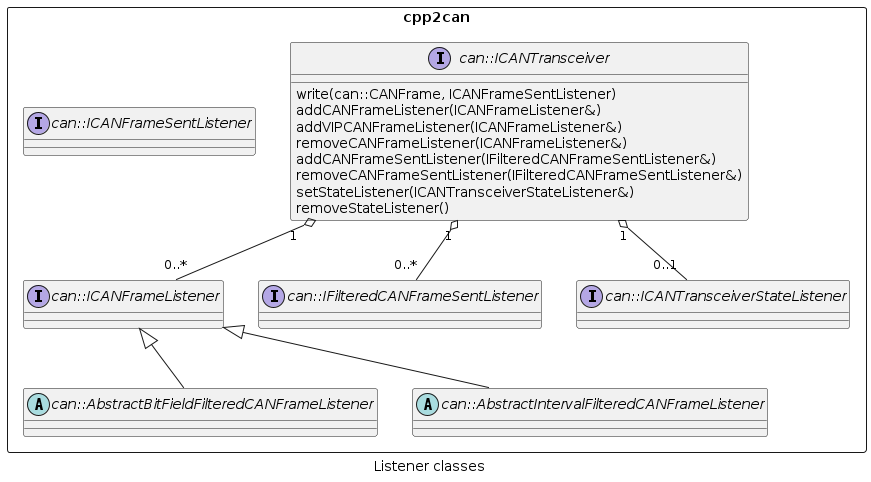 cpp2can
I can::ICANTransceiver
write(can::CANFrame, ICANFrameSentListener)
addCANFrameListener(ICANFrameListener&)
addVIPCANFrameListener(ICANFrameListener&)
removeCANFrameListener(ICANFrameListener&)
addCANFrameSentListener(IFilteredCANFrameSentListener&)
removeCANFrameSentListener(IFilteredCANFrameSentListener&)
setStateListener(ICANTransceiverStateListener&)
removeStateListener()
I can::ICANFrameSentListener
1 1 1
0..* 0..* 0..1
I can::ICANFrameListener
I can::IFilteredCANFrameSentListener
I can::ICANTransceiverStateListener
A can::AbstractBitFieldFilteredCANFrameListener
A can::AbstractIntervalFilteredCANFrameListener
Listener classes